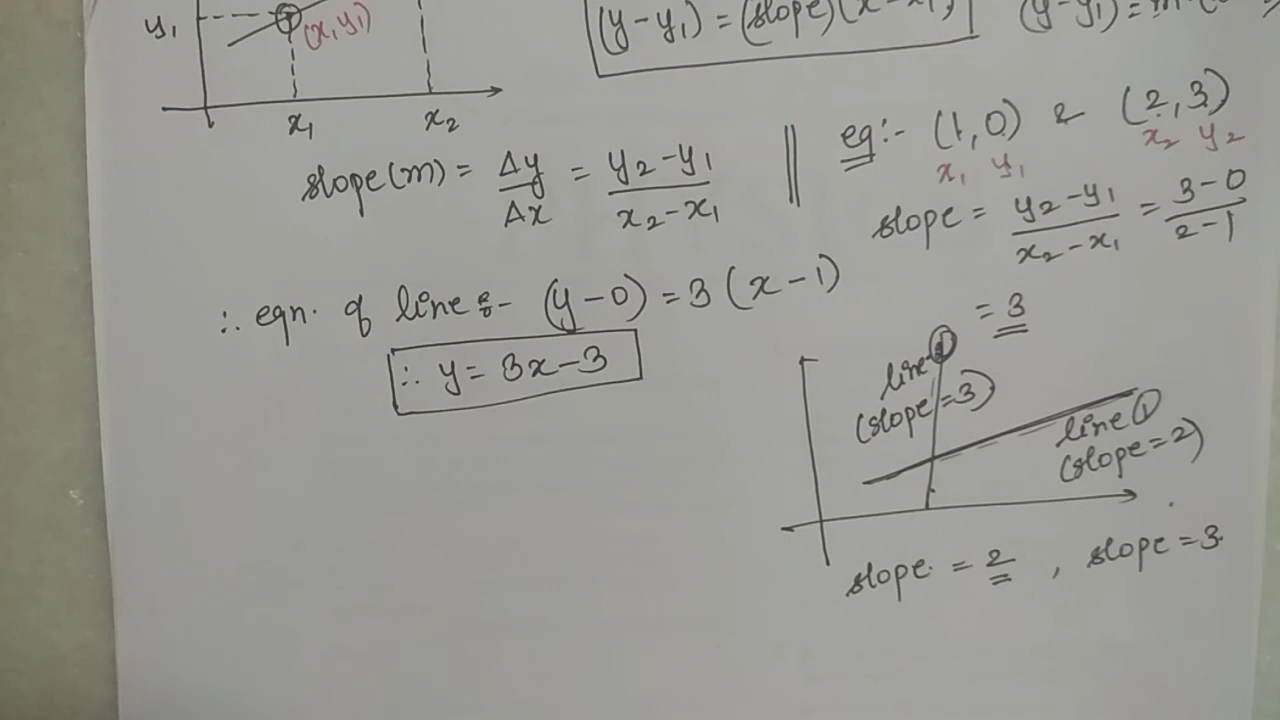 y₁
(x₁ y₁)
(y-y₁) = (slope)(x-x₁)
(y-y₁) = m
x₁
x₂
slope(m) = Δy/Δx = y₂-y₁/x₂-x₁
eg:- (1,0) & (2,3)
x₁ y₁ x₂ y₂
slope = y₂-y₁/x₂-x₁ = 3-0/2-1
= 3
∴ eqn. of line:- (y-0) = 3(x-1)
∴ y = 3x-3
line
(slope=3)
line ①
(slope=2)
slope = 2, slope = 3